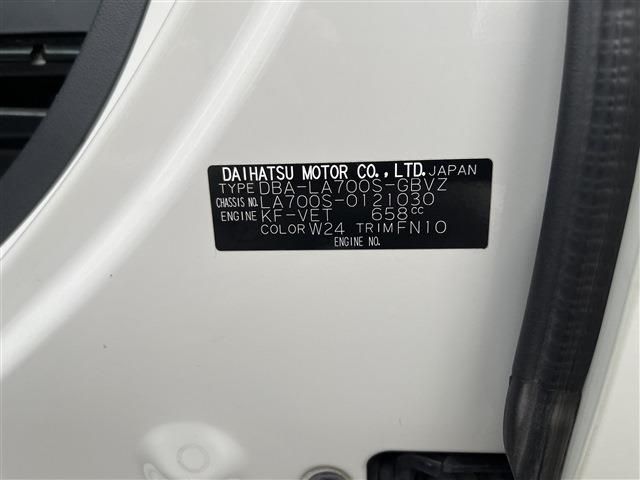 DAIHATSU MOTOR CO.,LTD. JAPAN
TYPE DBA-LA700S-GBVZ
CHASSIS NO. LA700S-0121030
ENGINE KF-VET 658cc
COLOR W24 TRIM FN10
ENGINE NO.